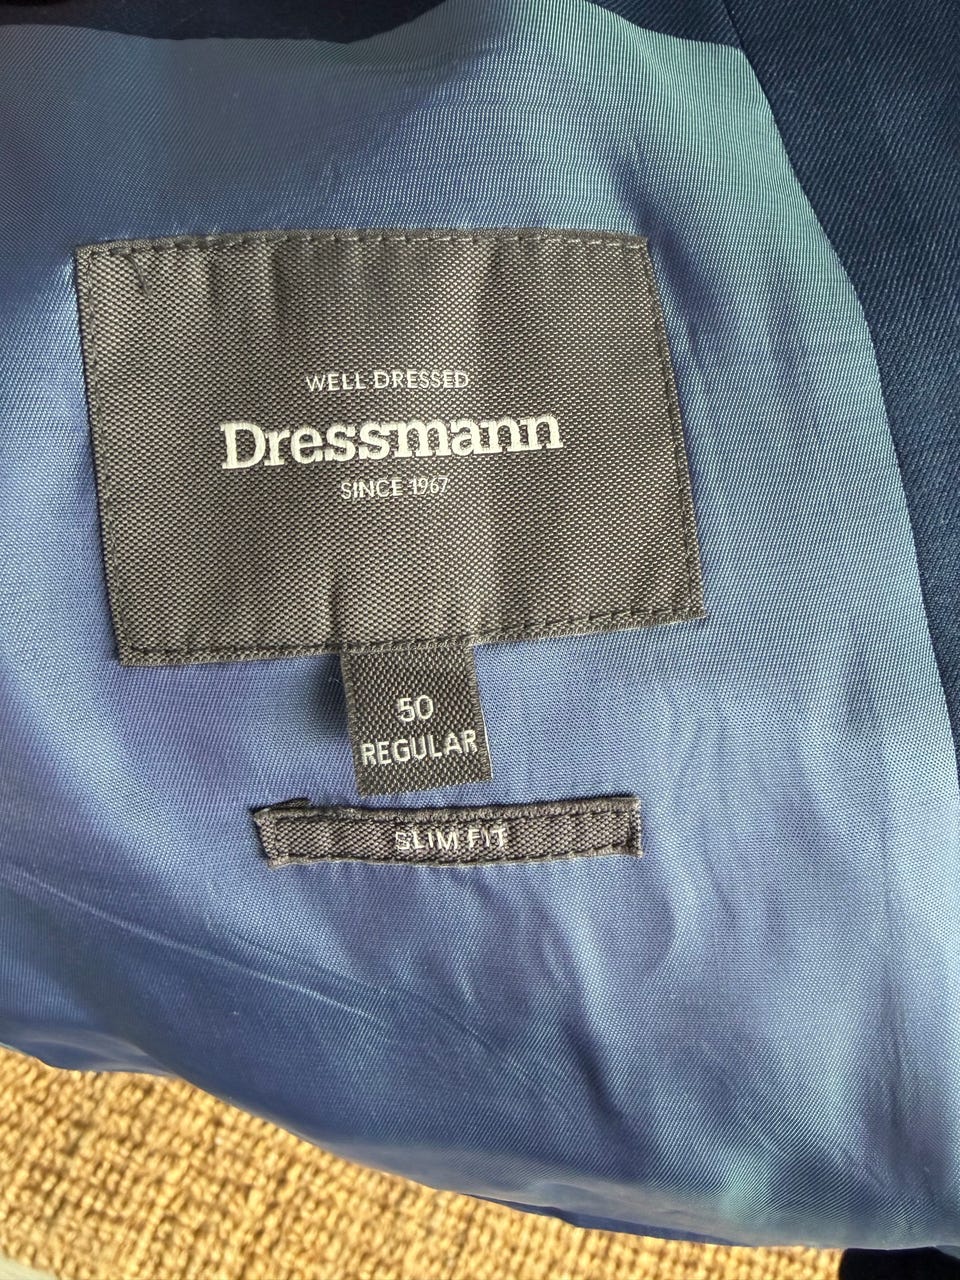 WELL DRESSED
Dressmann
SINCE 1967
50
REGULAR
SLIM FIT